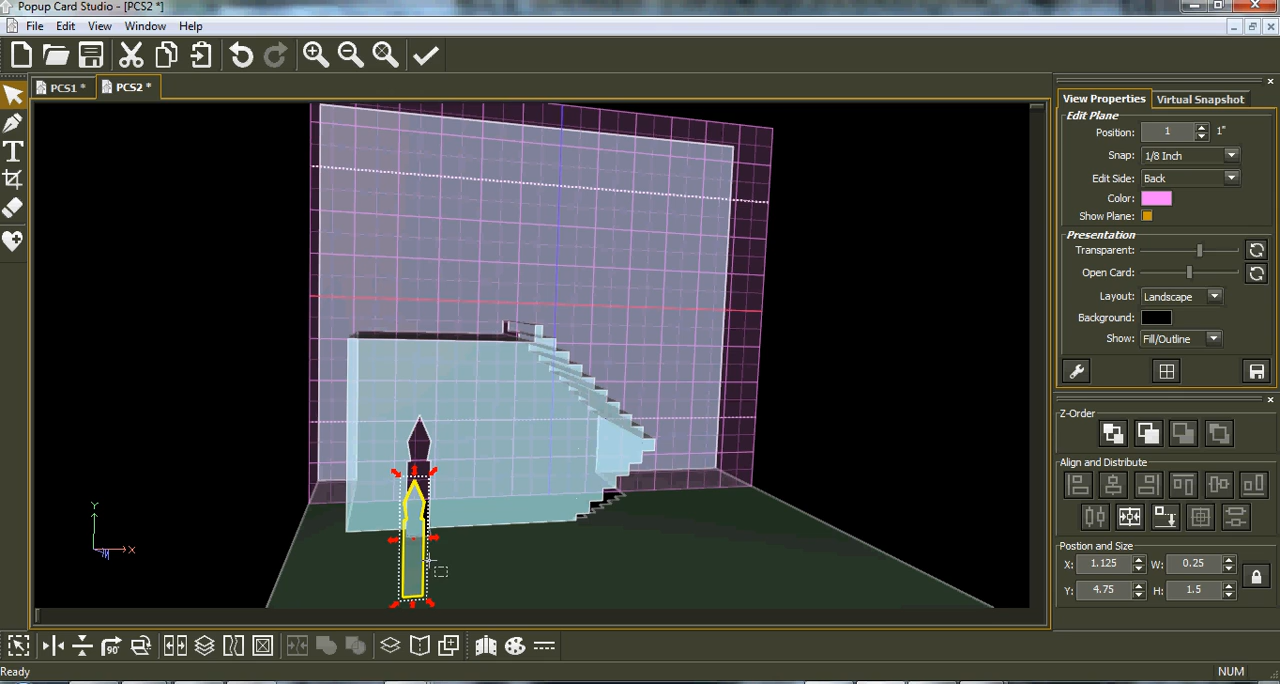 Popup Card Studio - [PCS2 *]
File Edit View Window Help
PCS1 * PCS2 *
T
90
Y
X
View Properties Virtual Snapshot
Edit Plane
Position: 1 1"
Snap: 1/8 Inch
Edit Side: Back
Color:
Show Plane:
Presentation
Transparent:
Open Card:
Layout: Landscape
Background:
Show: Fill/Outline
Z-Order
Align and Distribute
Postion and Size
X: 1.125 W: 0.25
Y: 4.75 H: 1.5
Ready NUM